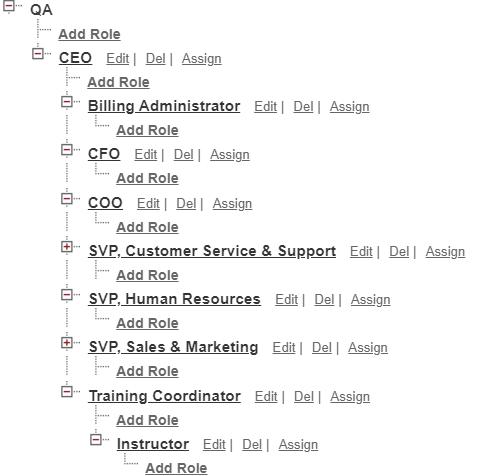 QA
Add Role
CEO Edit | Del | Assign
Add Role
Billing Administrator Edit | Del | Assign
Add Role
CFO Edit | Del | Assign
Add Role
COO Edit | Del | Assign
Add Role
SVP, Customer Service & Support Edit | Del | Assign
Add Role
SVP, Human Resources Edit | Del | Assign
Add Role
SVP, Sales & Marketing Edit | Del | Assign
Add Role
Training Coordinator Edit | Del | Assign
Add Role
Instructor Edit | Del | Assign
Add Role